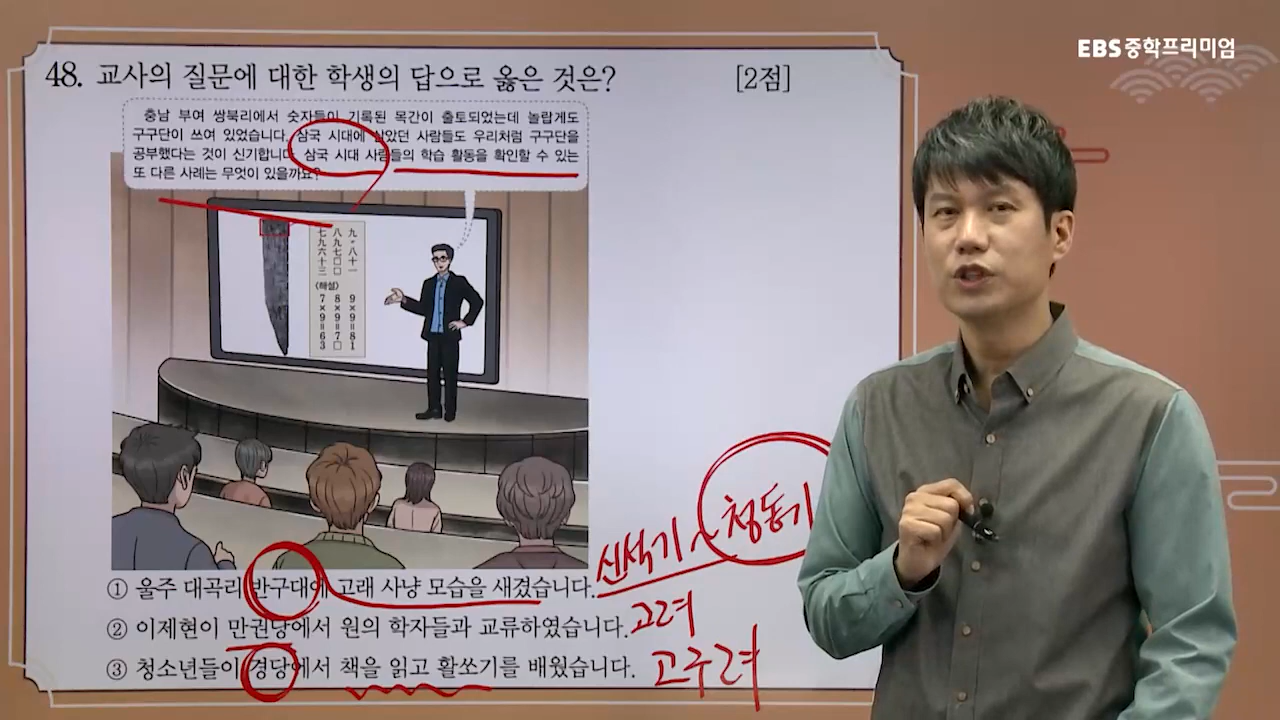 EBS 중학프리미엄
48. 교사의 질문에 대한 학생의 답으로 옳은 것은? [2점]
충남 부여 쌍북리에서 숫자들이 기록된 목간이 출토되었는데 놀랍게도
구구단이 쓰여 있었습니다. 삼국 시대에 살았던 사람들도 우리처럼 구구단을
공부했다는 것이 신기합니다. 삼국 시대 사람들의 학습 활동을 확인할 수 있는
또 다른 사례는 무엇이 있을까요?
九〃八十一
八九七□□
七九六十三
<해설>
9×9=81
8×9=7□
7×9=63
① 울주 대곡리 반구대에 고래 사냥 모습을 새겼습니다.
신석기~청동기
② 이제현이 만권당에서 원의 학자들과 교류하였습니다.
고려
③ 청소년들이 경당에서 책을 읽고 활쏘기를 배웠습니다.
고구려